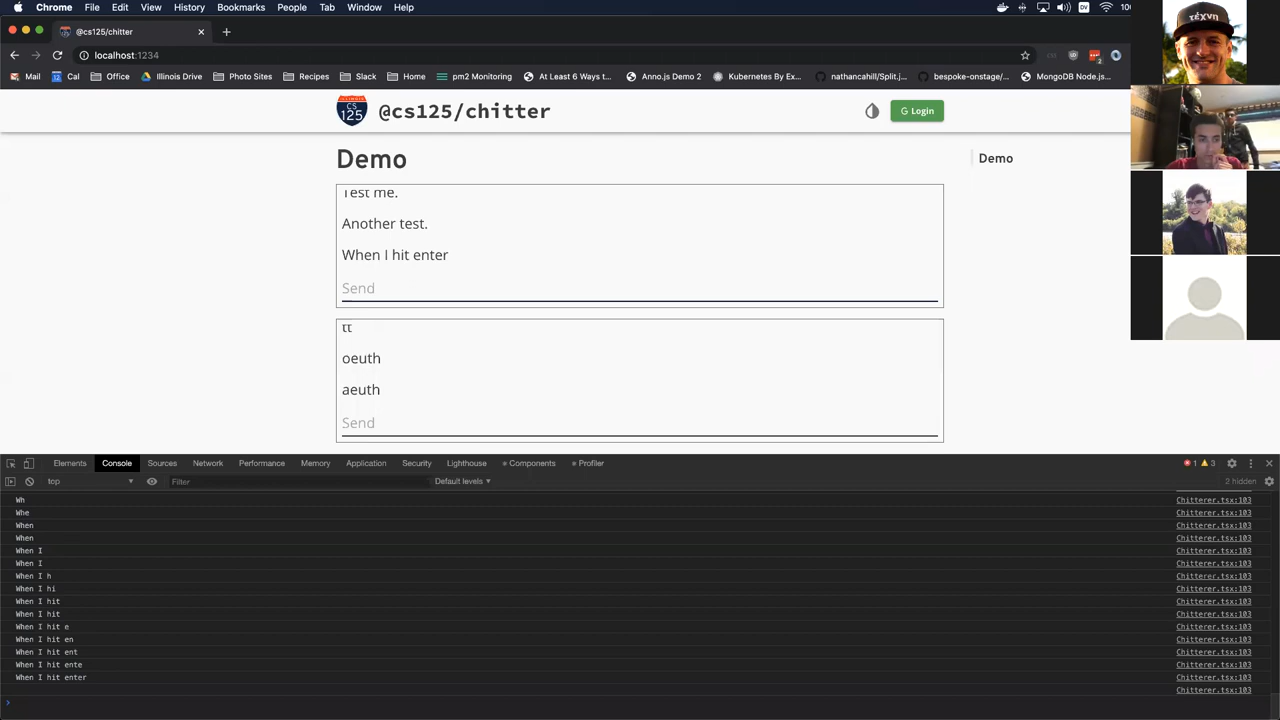 Chrome File Edit View History Bookmarks People Tab Window Help DV
@cs125/chitter
localhost:1234
Mail Cal Office Illinois Drive Photo Sites Recipes Slack Home pm2 Monitoring At Least 6 Ways t... Anno.js Demo 2 Kubernetes By Ex... nathancahill/Split.j... bespoke-onstage/... MongoDB Node.js...
ILLINOIS CS 125 @cs125/chitter G Login
τέχνη
Demo Demo
Test me.
Another test.
When I hit enter
Send
oeuth
aeuth
Send
Elements Console Sources Network Performance Memory Application Security Lighthouse Components Profiler 1 3
top Filter Default levels 2 hidden
Wh Chitterer.tsx:103
Whe Chitterer.tsx:103
When Chitterer.tsx:103
When Chitterer.tsx:103
When I Chitterer.tsx:103
When I Chitterer.tsx:103
When I h Chitterer.tsx:103
When I hi Chitterer.tsx:103
When I hit Chitterer.tsx:103
When I hit Chitterer.tsx:103
When I hit e Chitterer.tsx:103
When I hit en Chitterer.tsx:103
When I hit ent Chitterer.tsx:103
When I hit ente Chitterer.tsx:103
When I hit enter Chitterer.tsx:103
Chitterer.tsx:103